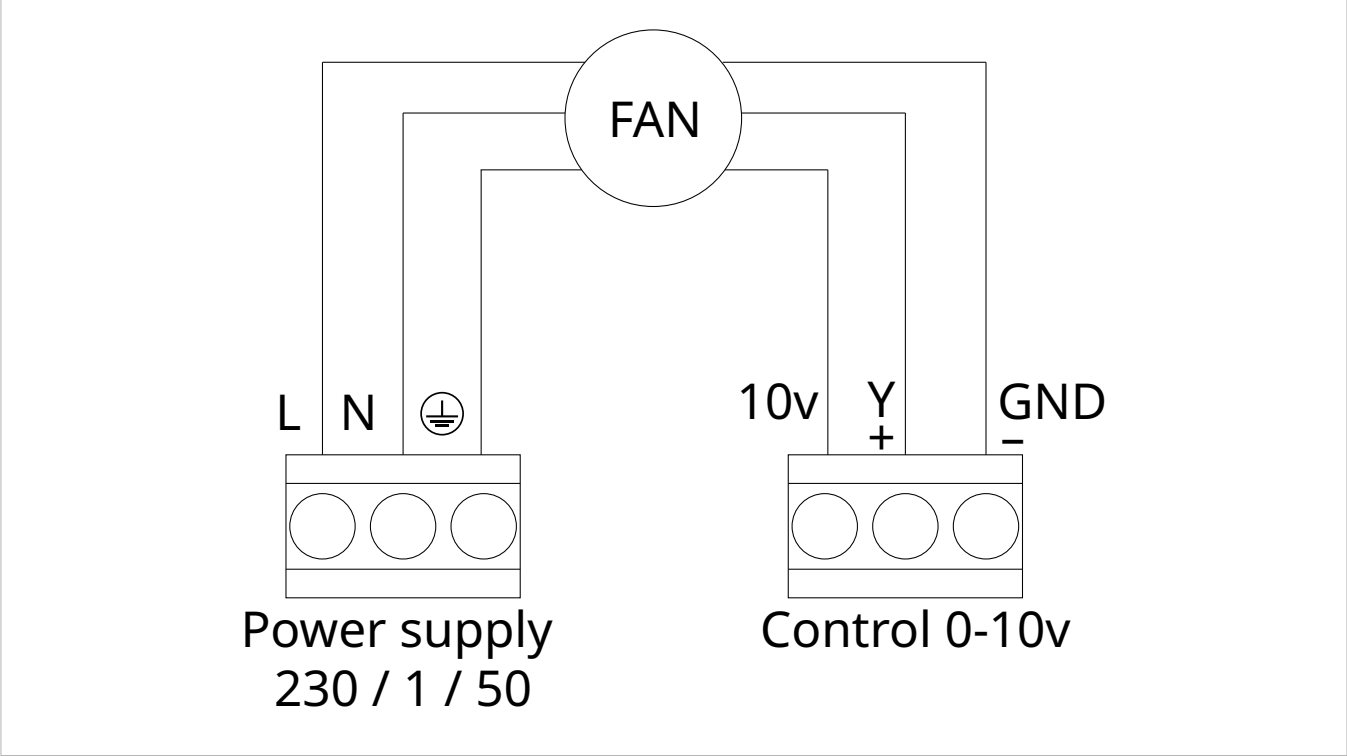 FAN
L N
10v Y GND
+ –
Power supply
230 / 1 / 50
Control 0-10v